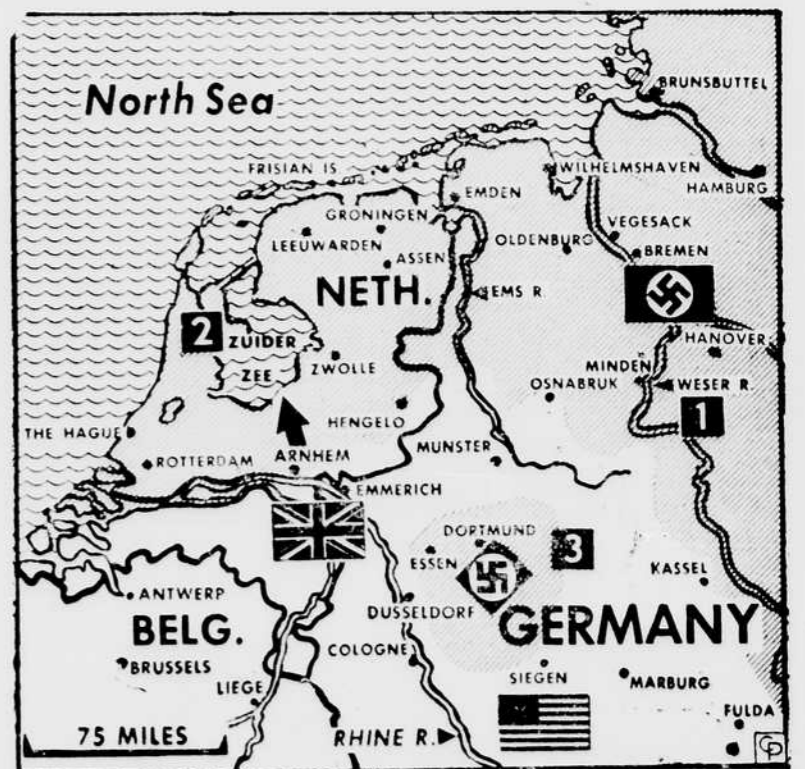 North Sea
BRUNSBUTTEL
FRISIAN IS
WILHELMSHAVEN
HAMBURG
EMDEN
GRONINGEN
VEGESACK
LEEUWARDEN
OLDENBURG
BREMEN
ASSEN
NETH.
EMS R.
2
ZUIDER
ZEE
HANOVER
ZWOLLE
MINDEN
OSNABRUK
WESER R.
1
THE HAGUE
HENGELO
ROTTERDAM
ARNHEM
MUNSTER
EMMERICH
DORTMUND
3
ESSEN
KASSEL
ANTWERP
DUSSELDORF
GERMANY
BELG.
COLOGNE
BRUSSELS
SIEGEN
MARBURG
LIEGE
FULDA
75 MILES
RHINE R.
CP